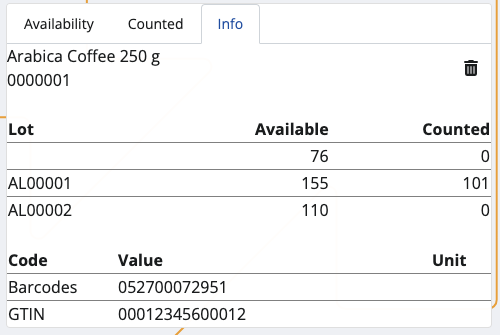 Availability Counted Info
Arabica Coffee 250 g
0000001
Lot Available Counted
76 0
AL00001 155 101
AL00002 110 0
Code Value Unit
Barcodes 052700072951
GTIN 00012345600012